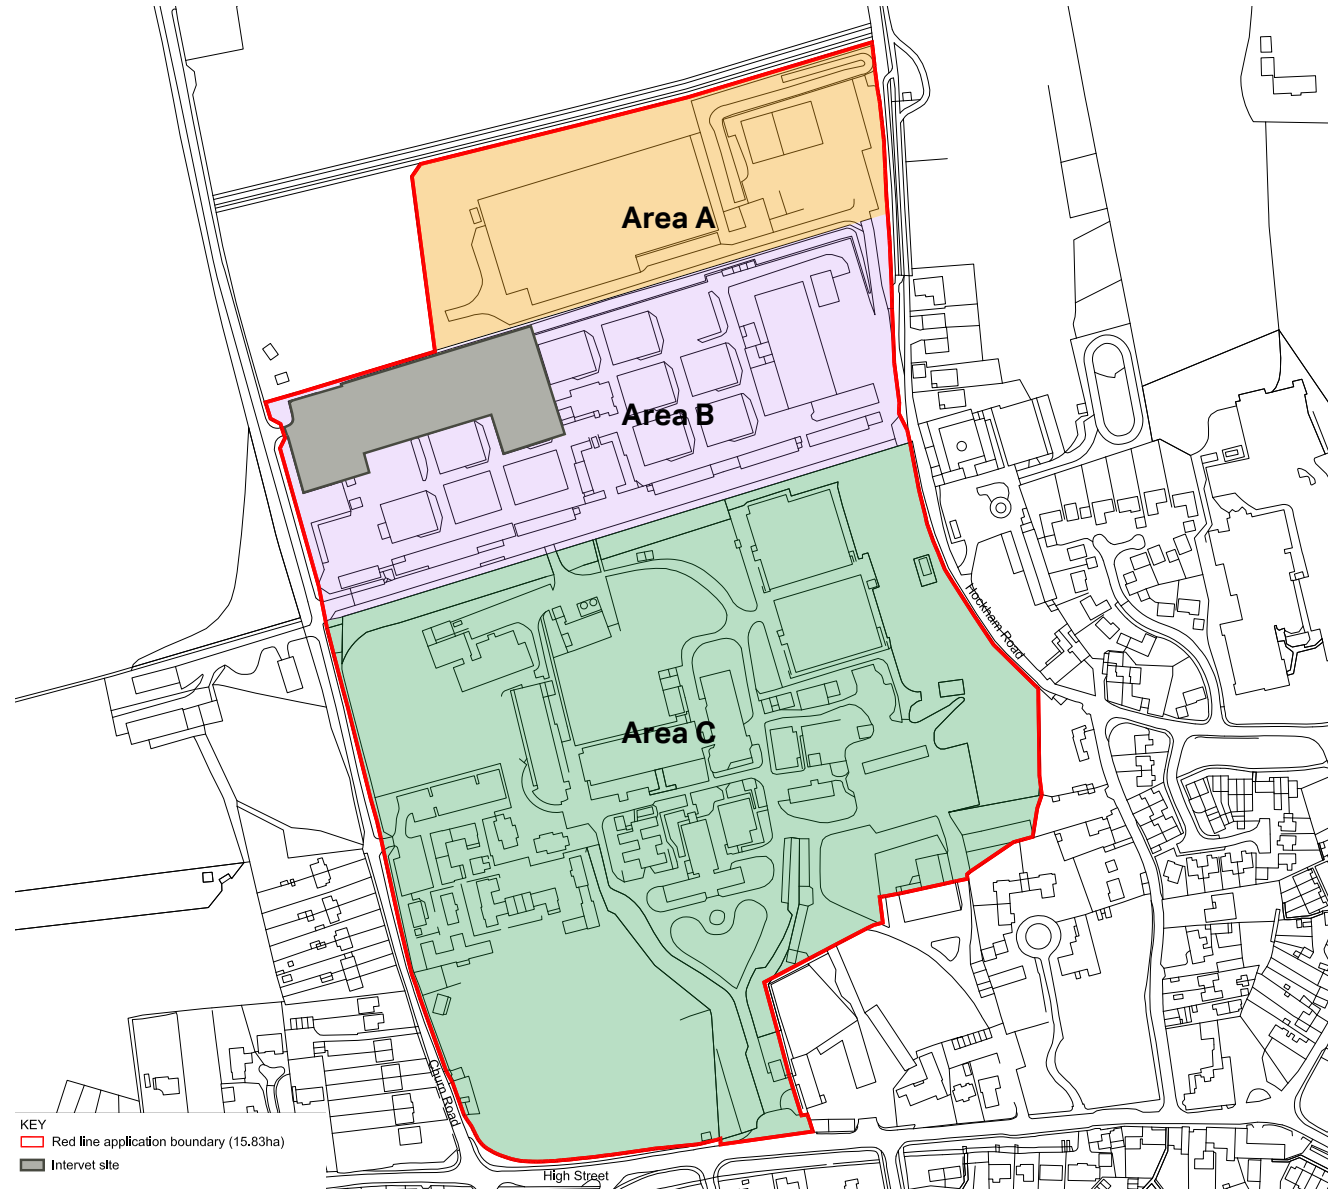 Area A
Area B
Hockham Road
Area C
Churn Road
KEY
Red line application boundary (15.83ha)
Intervet site
High Street